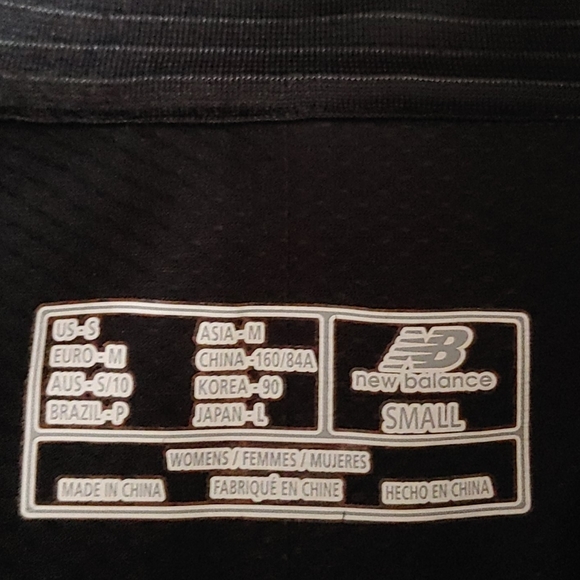 US-S
EURO-M
AUS-S/10
BRAZIL-P
ASIA-M
CHINA-160/84A
KOREA-90
JAPAN-L
NB
new balance
SMALL
WOMENS / FEMMES / MUJERES
MADE IN CHINA
FABRIQUÉ EN CHINE
HECHO EN CHINA